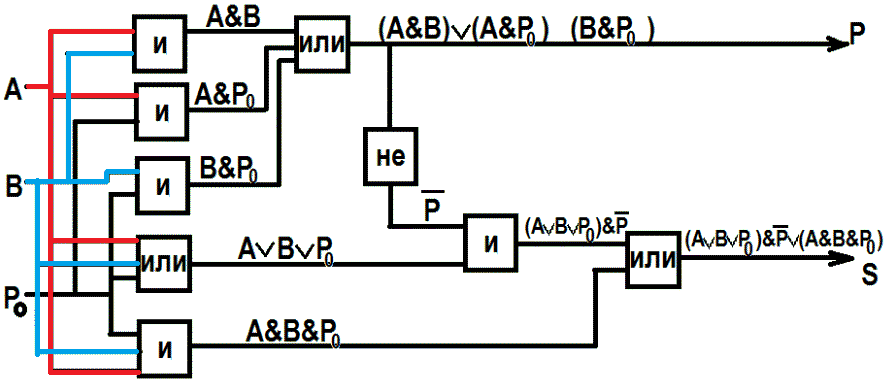 A&B
и
или
(A&B)∨(A&P₀) (B&P₀)
P
A
и
A&P₀
не
B
и
B&P₀
P̅
или
A∨B∨P₀
и
(A∨B∨P₀)&P̅
или
(A∨B∨P₀)&P̅∨(A&B&P₀)
S
P₀
и
A&B&P₀